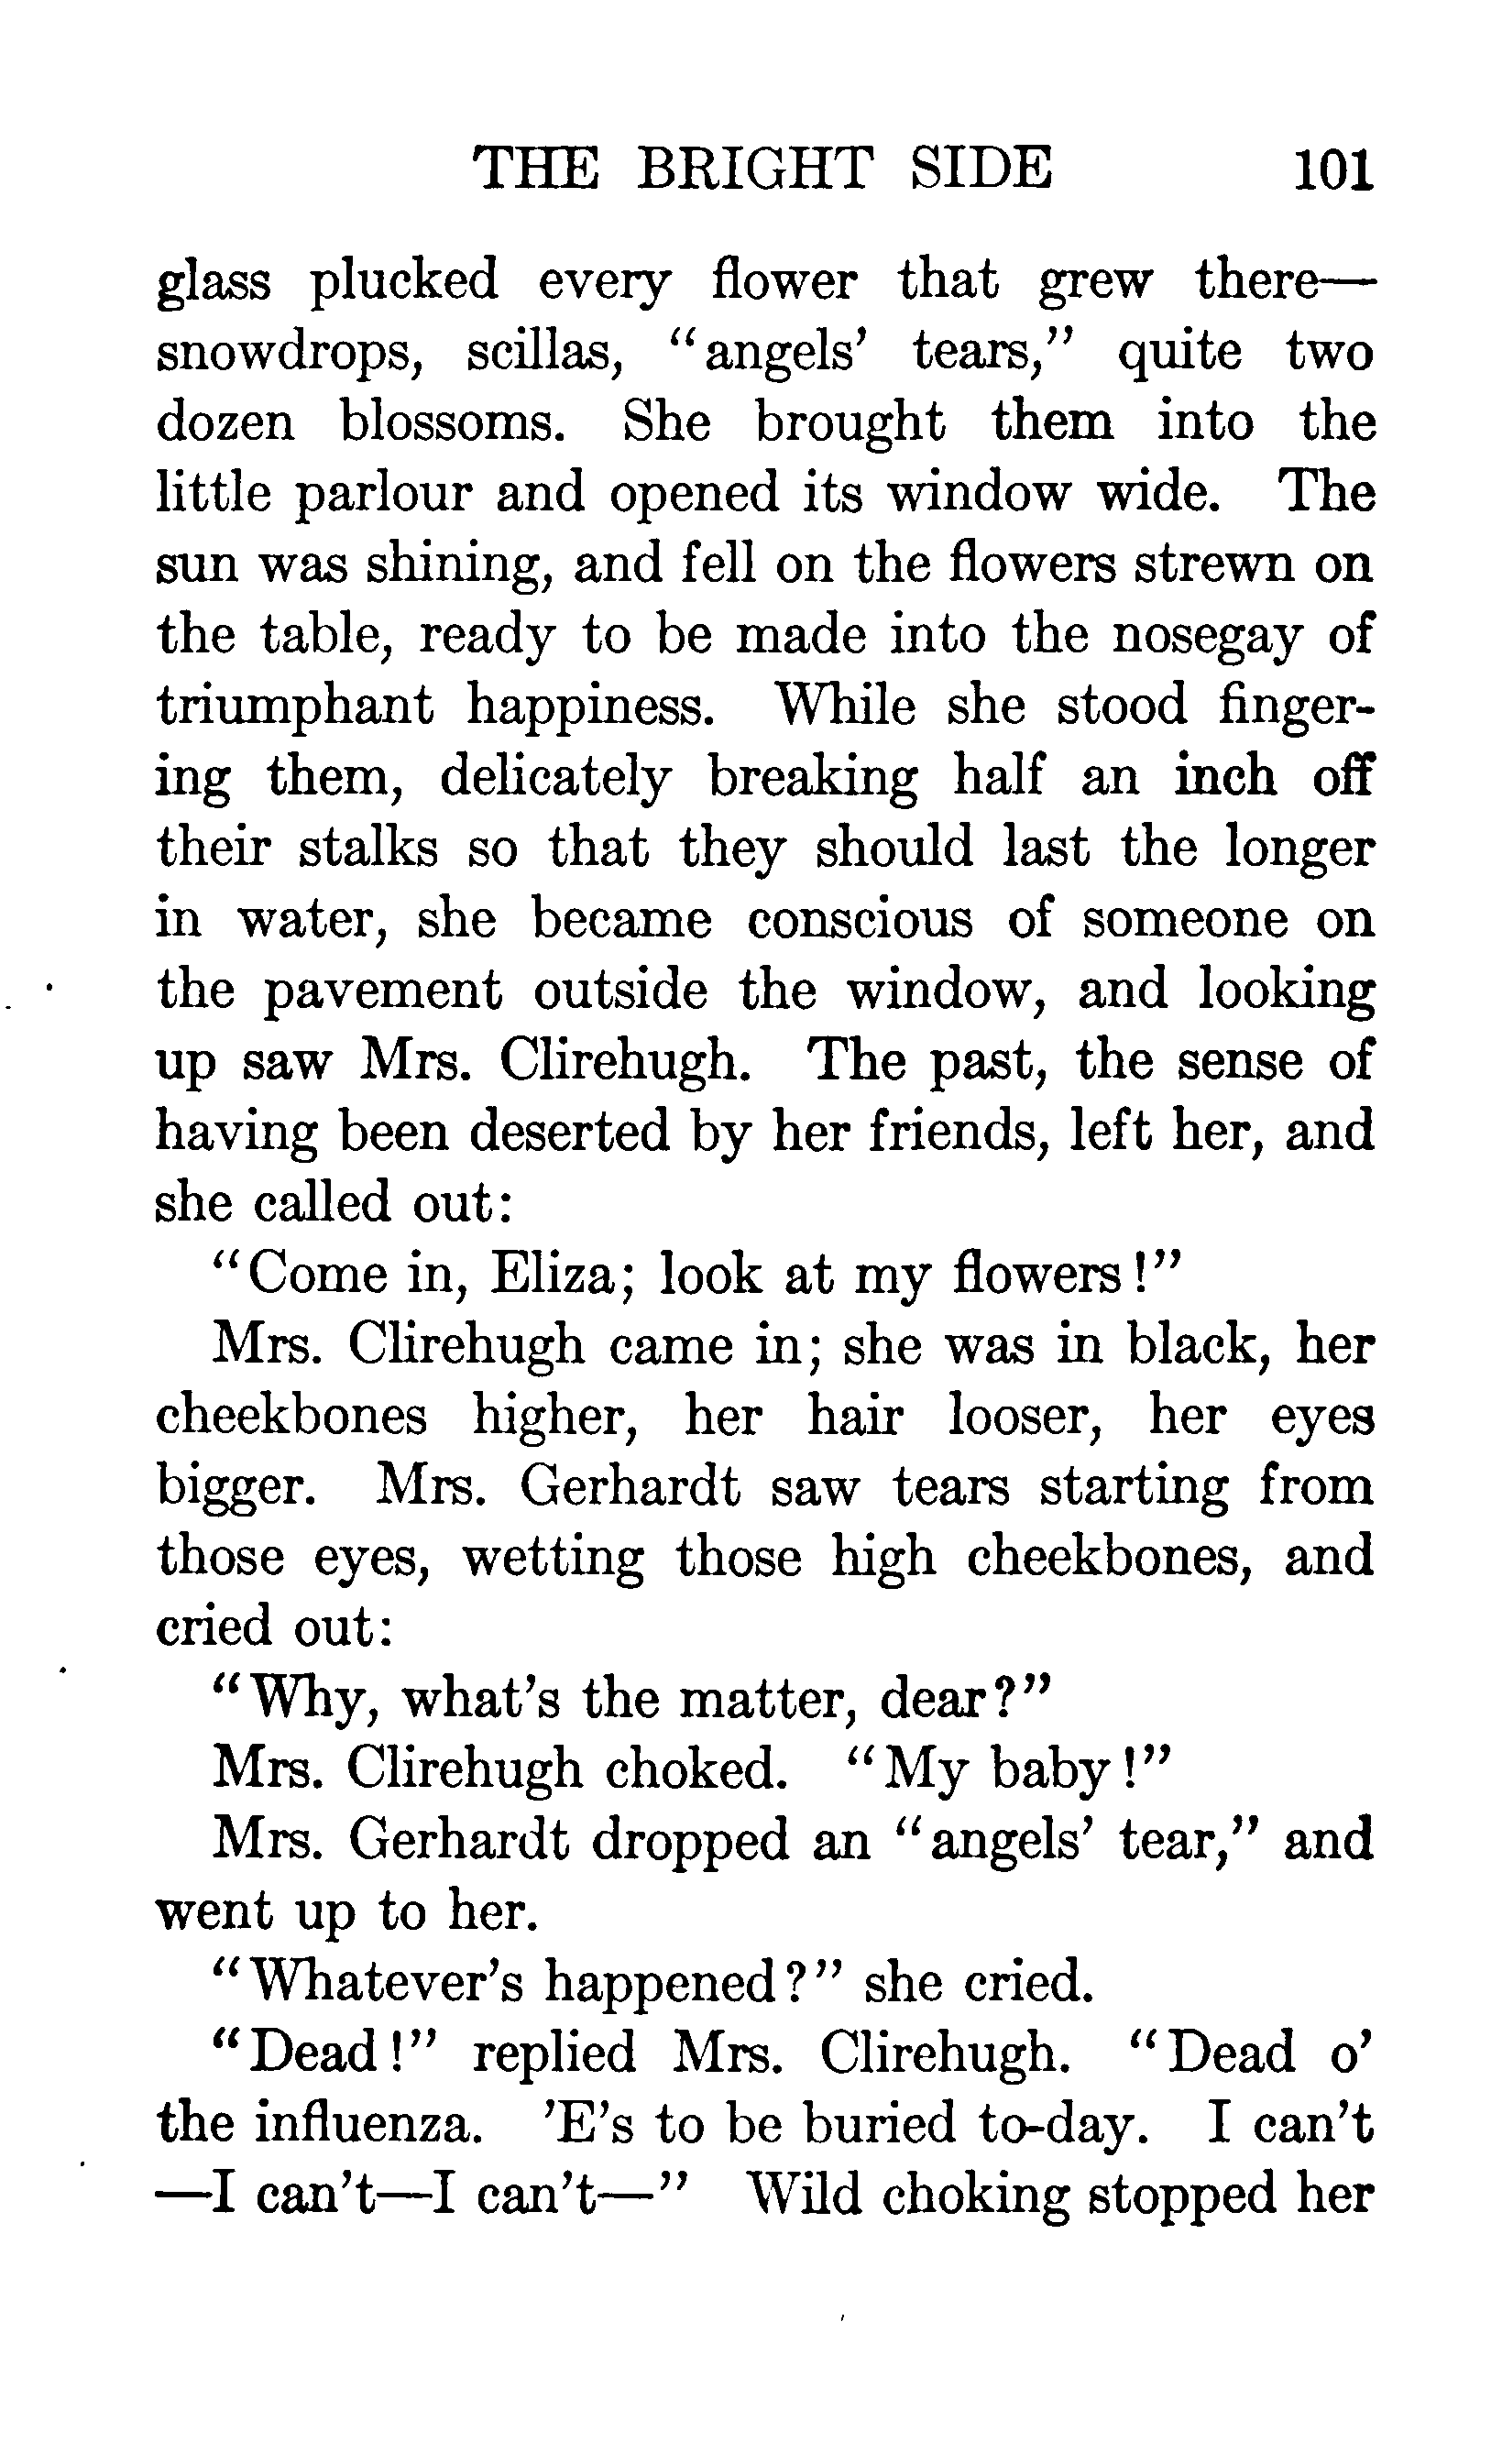 THE BRIGHT SIDE 101
glass plucked every flower that grew there—
snowdrops, scillas, “angels’ tears,” quite two
dozen blossoms. She brought them into the
little parlour and opened its window wide. The
sun was shining, and fell on the flowers strewn on
the table, ready to be made into the nosegay of
triumphant happiness. While she stood finger-
ing them, delicately breaking half an inch off
their stalks so that they should last the longer
in water, she became conscious of someone on
the pavement outside the window, and looking
up saw Mrs. Clirehugh. The past, the sense of
having been deserted by her friends, left her, and
she called out:
“Come in, Eliza; look at my flowers!”
Mrs. Clirehugh came in; she was in black, her
cheekbones higher, her hair looser, her eyes
bigger. Mrs. Gerhardt saw tears starting from
those eyes, wetting those high cheekbones, and
cried out:
“Why, what’s the matter, dear?”
Mrs. Clirehugh choked. “My baby!”
Mrs. Gerhardt dropped an “angels’ tear,” and
went up to her.
“Whatever’s happened?” she cried.
“Dead!” replied Mrs. Clirehugh. “Dead o’
the influenza. ’E’s to be buried to-day. I can’t
—I can’t—I can’t—” Wild choking stopped her